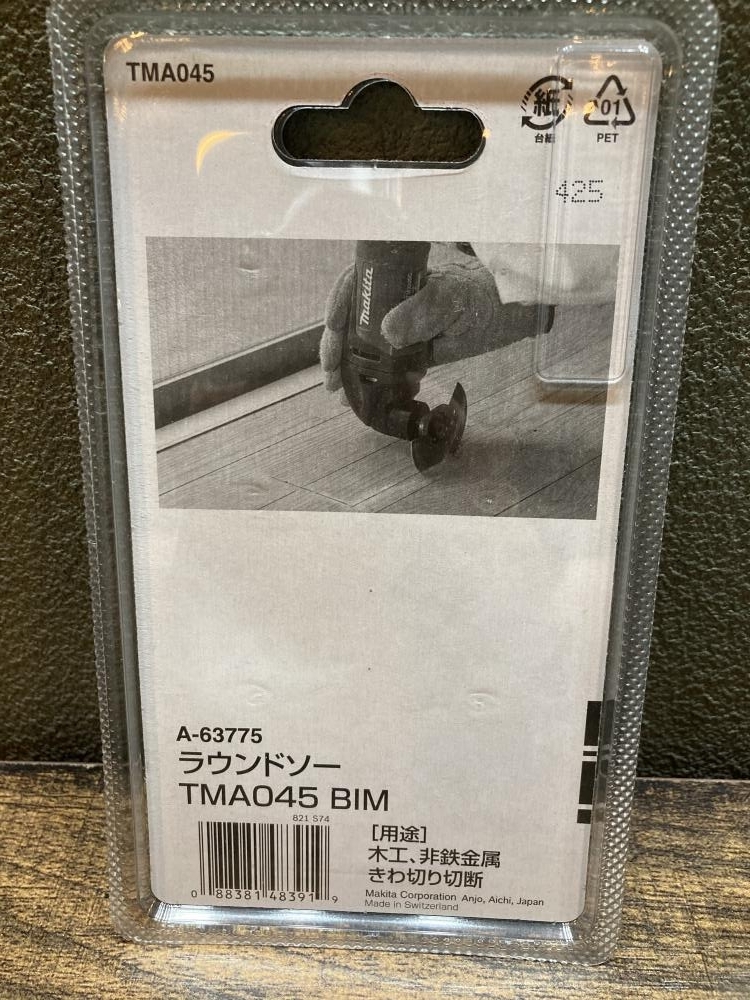 TMA045
紙
台紙
01
PET
425
makita
A-63775
ラウンドソー
TMA045 BIM
821 S74
0 88381 48391 9
[用途]
木工、非鉄金属
きわ切り切断
Makita Corporation Anjo, Aichi, Japan
Made in Switzerland